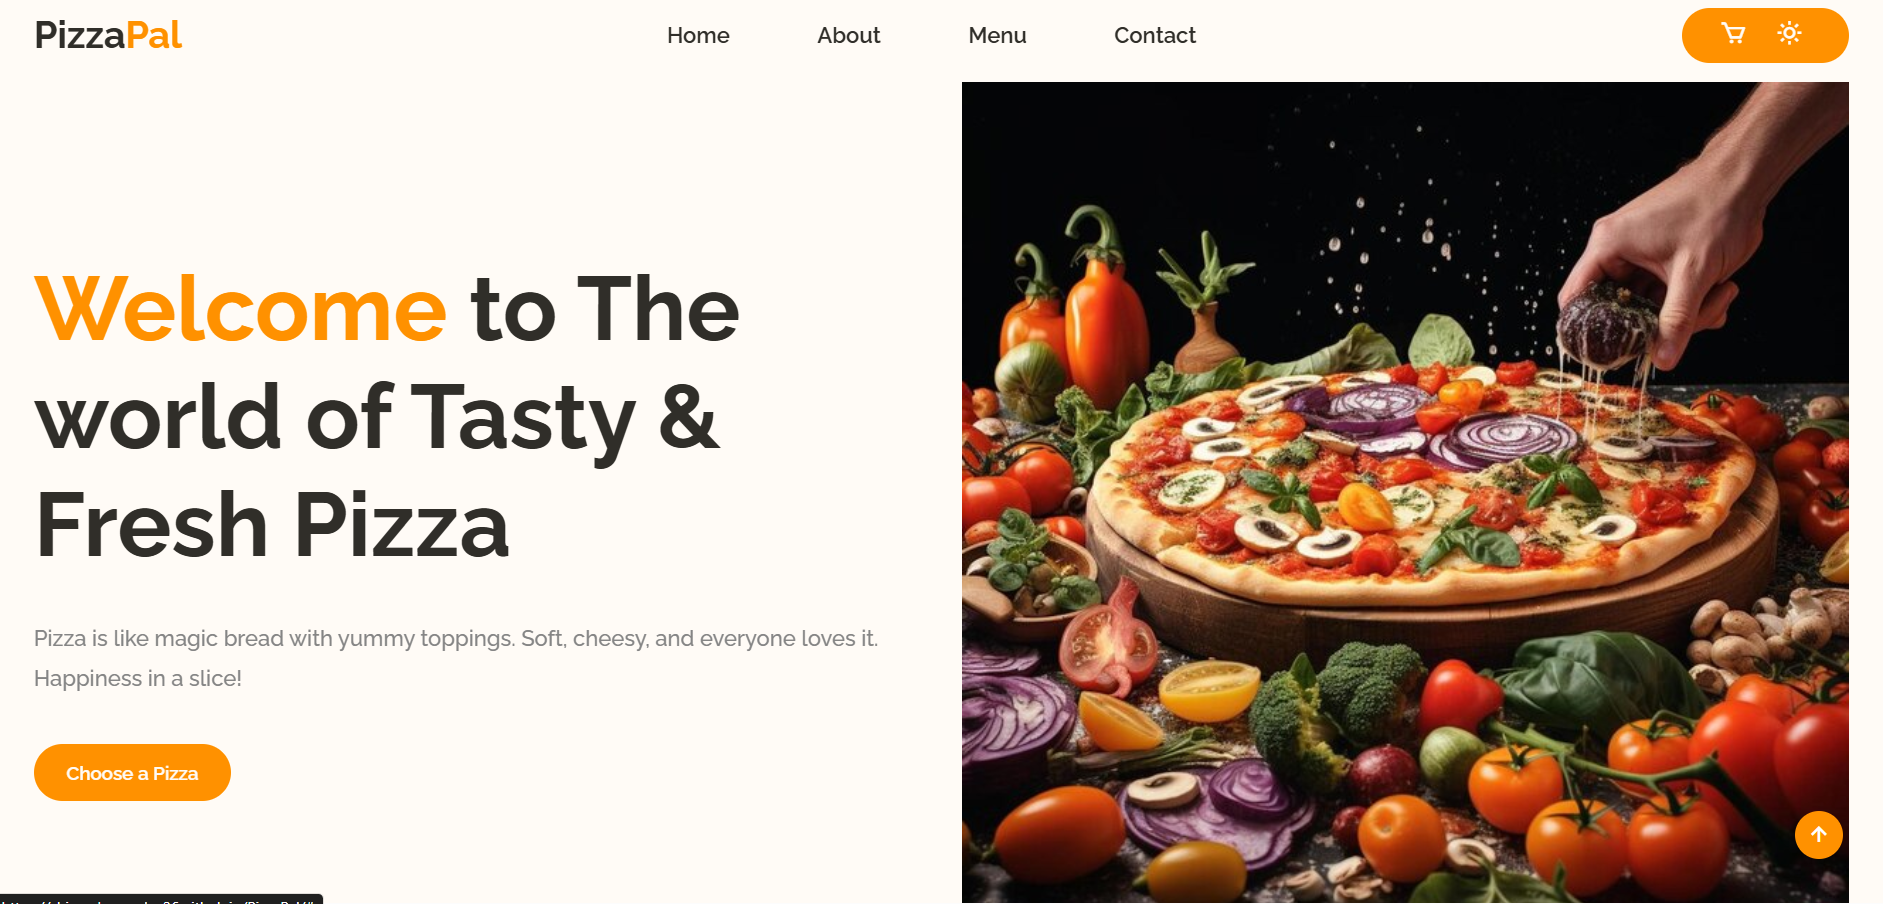 PizzaPal
Home
About
Menu
Contact
Welcome to The
world of Tasty &
Fresh Pizza
Pizza is like magic bread with yummy toppings. Soft, cheesy, and everyone loves it.
Happiness in a slice!
Choose a Pizza